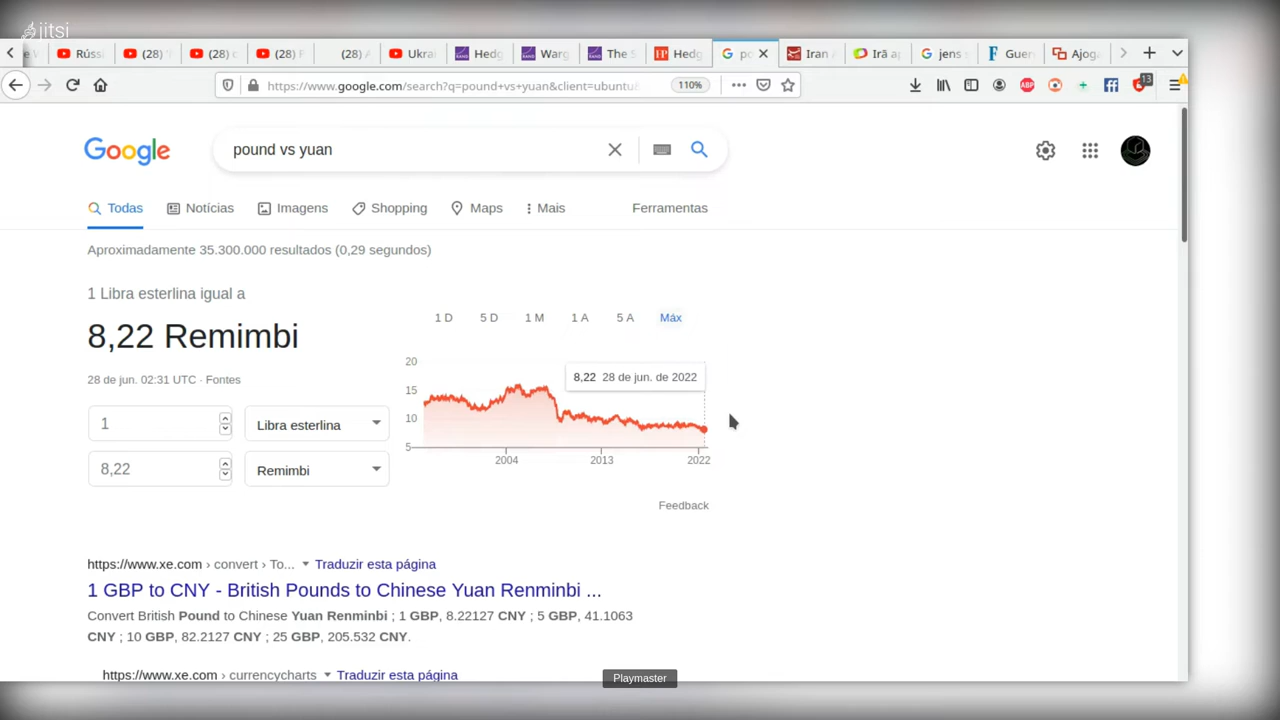 jitsi
Rússi
(28) '
(28) c
(28) F
(28) A
Ukrai
Hedg
Warg
The S
Hedg
po
Iran A
Irã ap
jens
Guerr
Ajoga
https://www.google.com/search?q=pound+vs+yuan&client=ubuntu
110%
ABP
13
Google
pound vs yuan
Todas
Notícias
Imagens
Shopping
Maps
Mais
Ferramentas
Aproximadamente 35.300.000 resultados (0,29 segundos)
1 Libra esterlina igual a
8,22 Remimbi
28 de jun. 02:31 UTC · Fontes
1
Libra esterlina
8,22
Remimbi
1 D
5 D
1 M
1 A
5 A
Máx
20
15
10
5
8,22 28 de jun. de 2022
2004
2013
2022
Feedback
https://www.xe.com › convert › To...
Traduzir esta página
1 GBP to CNY - British Pounds to Chinese Yuan Renminbi ...
Convert British Pound to Chinese Yuan Renminbi ; 1 GBP, 8.22127 CNY ; 5 GBP, 41.1063
CNY ; 10 GBP, 82.2127 CNY ; 25 GBP, 205.532 CNY.
https://www.xe.com › currencycharts
Traduzir esta página
Playmaster